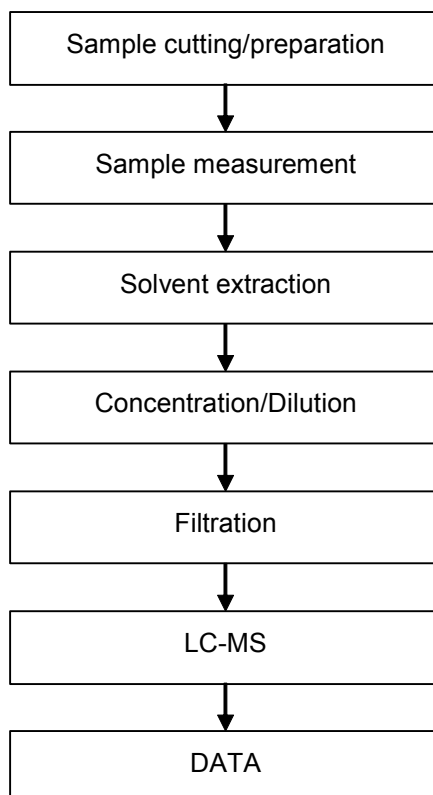 Sample cutting/preparation
Sample measurement
Solvent extraction
Concentration/Dilution
Filtration
LC-MS
DATA